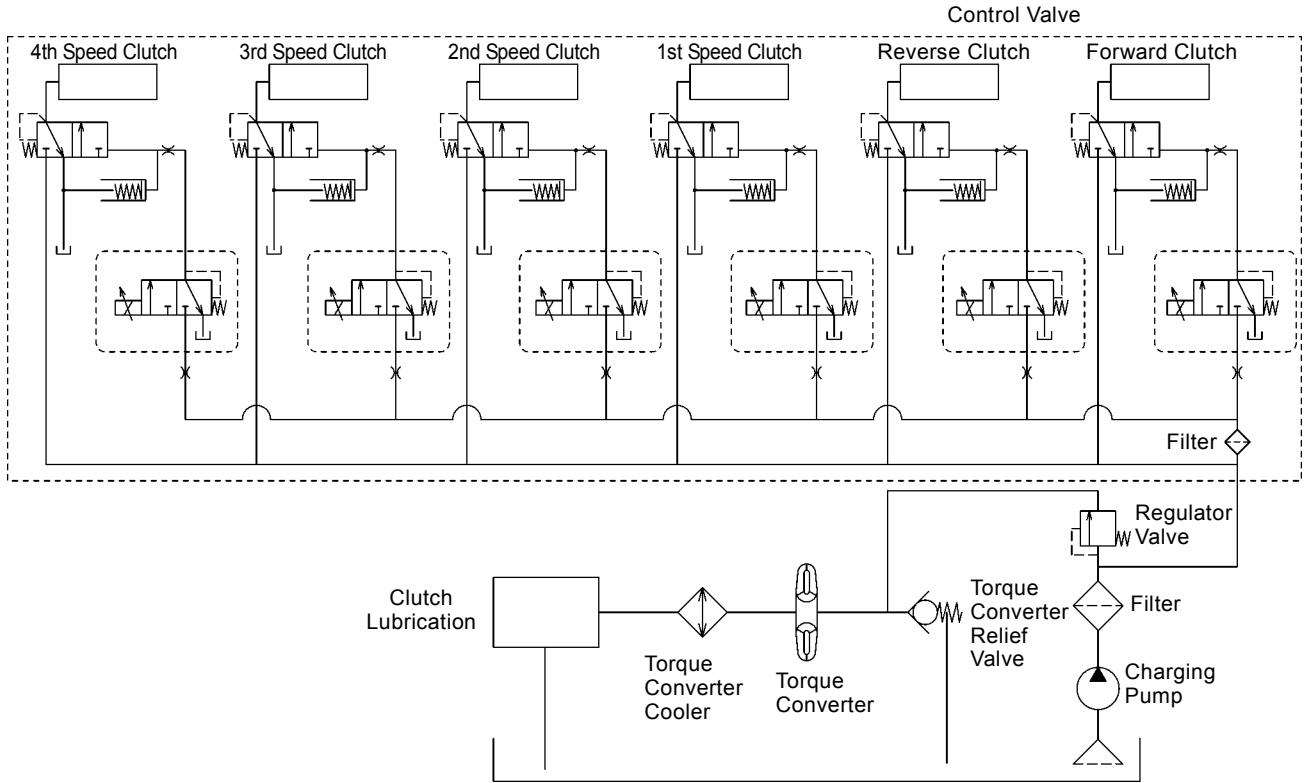 Control Valve
4th Speed Clutch
3rd Speed Clutch
2nd Speed Clutch
1st Speed Clutch
Reverse Clutch
Forward Clutch
Filter
Regulator
Valve
Clutch
Lubrication
Torque
Converter
Relief
Valve
Filter
Torque
Converter
Cooler
Torque
Converter
Charging
Pump